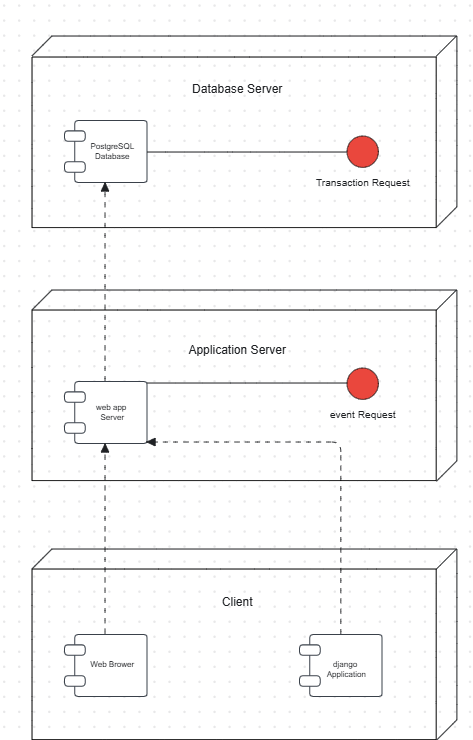 Database Server
PostgreSQL
Database
Transaction Request
Application Server
web app
Server
event Request
Client
Web Brower
django
Application